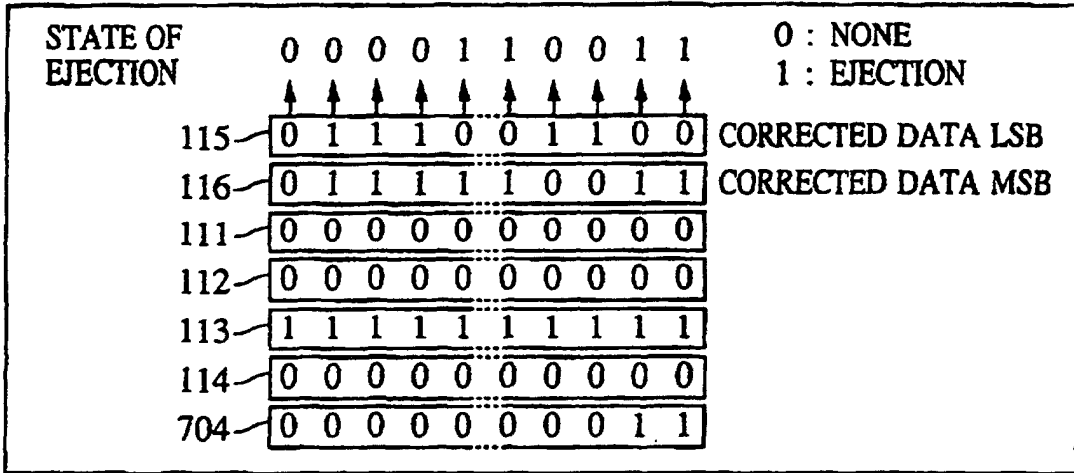 STATE OF EJECTION 0 0 0 0 1 1 0 0 1 1 0 : NONE
1 : EJECTION
115 0 1 1 1 0 0 1 1 0 0 CORRECTED DATA LSB
116 0 1 1 1 1 1 0 0 1 1 CORRECTED DATA MSB
111 0 0 0 0 0 0 0 0 0 0
112 0 0 0 0 0 0 0 0 0 0
113 1 1 1 1 1 1 1 1 1 1
114 0 0 0 0 0 0 0 0 0 0
704 0 0 0 0 0 0 0 0 1 1